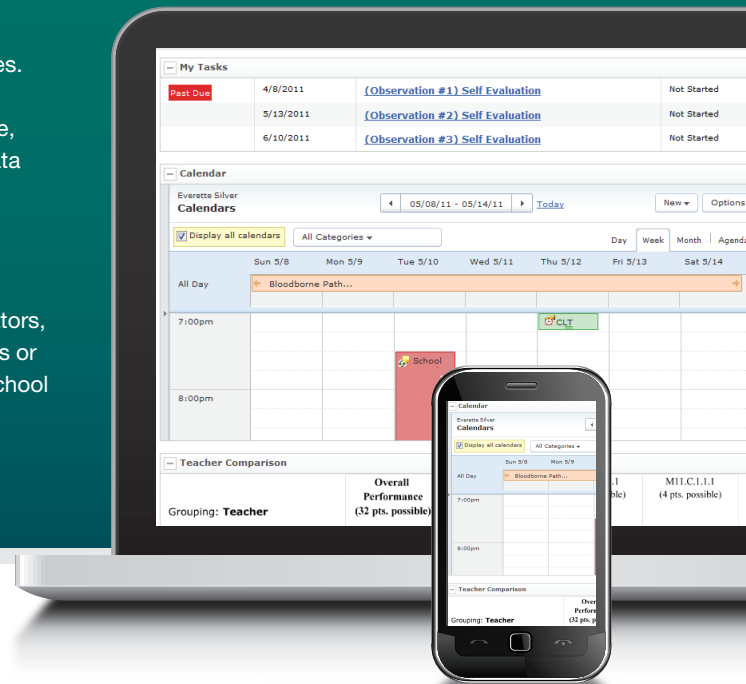 es.
e,
ta
tors,
s or
chool
My Tasks
Past Due 4/8/2011 (Observation #1) Self Evaluation Not Started
5/13/2011 (Observation #2) Self Evaluation Not Started
6/10/2011 (Observation #3) Self Evaluation Not Started
Calendar
Everette Silver
Calendars
05/08/11 - 05/14/11 Today New Options
Display all calendars All Categories Day Week Month Agenda
Sun 5/8 Mon 5/9 Tue 5/10 Wed 5/11 Thu 5/12 Fri 5/13 Sat 5/14
All Day Bloodborne Path...
7:00pm CLT
School
8:00pm
Teacher Comparison
Overall
Performance
(32 pts. possible)
.1
ble)
M11.C.1.1.1
(4 pts. possible)
Grouping: Teacher
Calendar
Everette Silver
Calendars
Display all calendars All Categories
Sun 5/8 Mon 5/9
All Day Bloodborne Path...
7:00pm
8:00pm
Teacher Comparison
Over
Perform
(32 pts. p
Grouping: Teacher